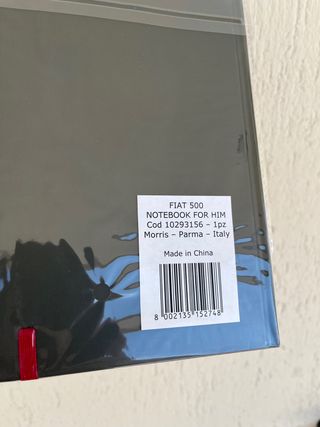 FIAT 500
NOTEBOOK FOR HIM
Cod 10293156 – 1pz
Morris – Parma – Italy
Made in China
8 002135 152748